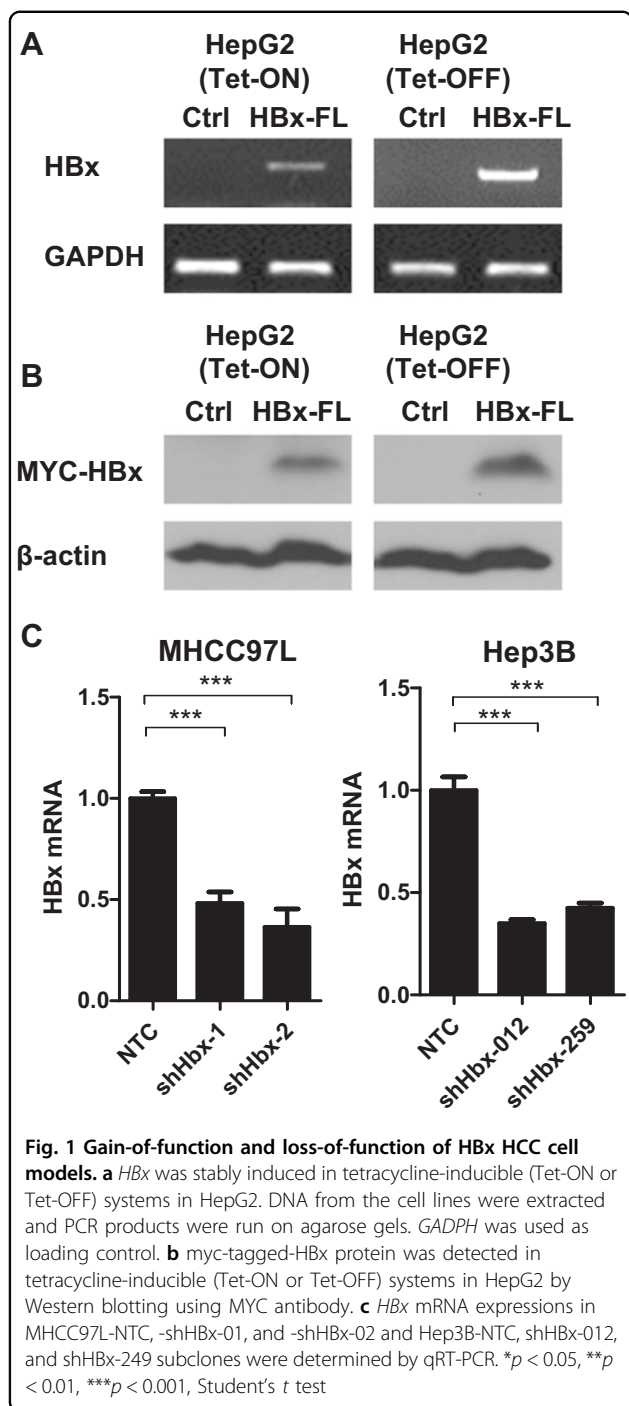 A
HepG2 (Tet-ON)
HepG2 (Tet-OFF)
Ctrl HBx-FL Ctrl HBx-FL
HBx
GAPDH
B
HepG2 (Tet-ON)
HepG2 (Tet-OFF)
Ctrl HBx-FL Ctrl HBx-FL
MYC-HBx
β-actin
C
MHCC97L
HBx mRNA
1.5
1.0
0.5
0.0
***
***
NTC
shHbx-1
shHbx-2
Hep3B
HBx mRNA
1.5
1.0
0.5
0.0
***
***
NTC
shHbx-012
shHbx-259
Fig. 1 Gain-of-function and loss-of-function of HBx HCC cell
models. a HBx was stably induced in tetracycline-inducible (Tet-ON or
Tet-OFF) systems in HepG2. DNA from the cell lines were extracted
and PCR products were run on agarose gels. GADPH was used as
loading control. b myc-tagged-HBx protein was detected in
tetracycline-inducible (Tet-ON or Tet-OFF) systems in HepG2 by
Western blotting using MYC antibody. c HBx mRNA expressions in
MHCC97L-NTC, -shHBx-01, and -shHBx-02 and Hep3B-NTC, shHBx-012,
and shHBx-249 subclones were determined by qRT-PCR. *p < 0.05, **p
< 0.01, ***p < 0.001, Student's t test